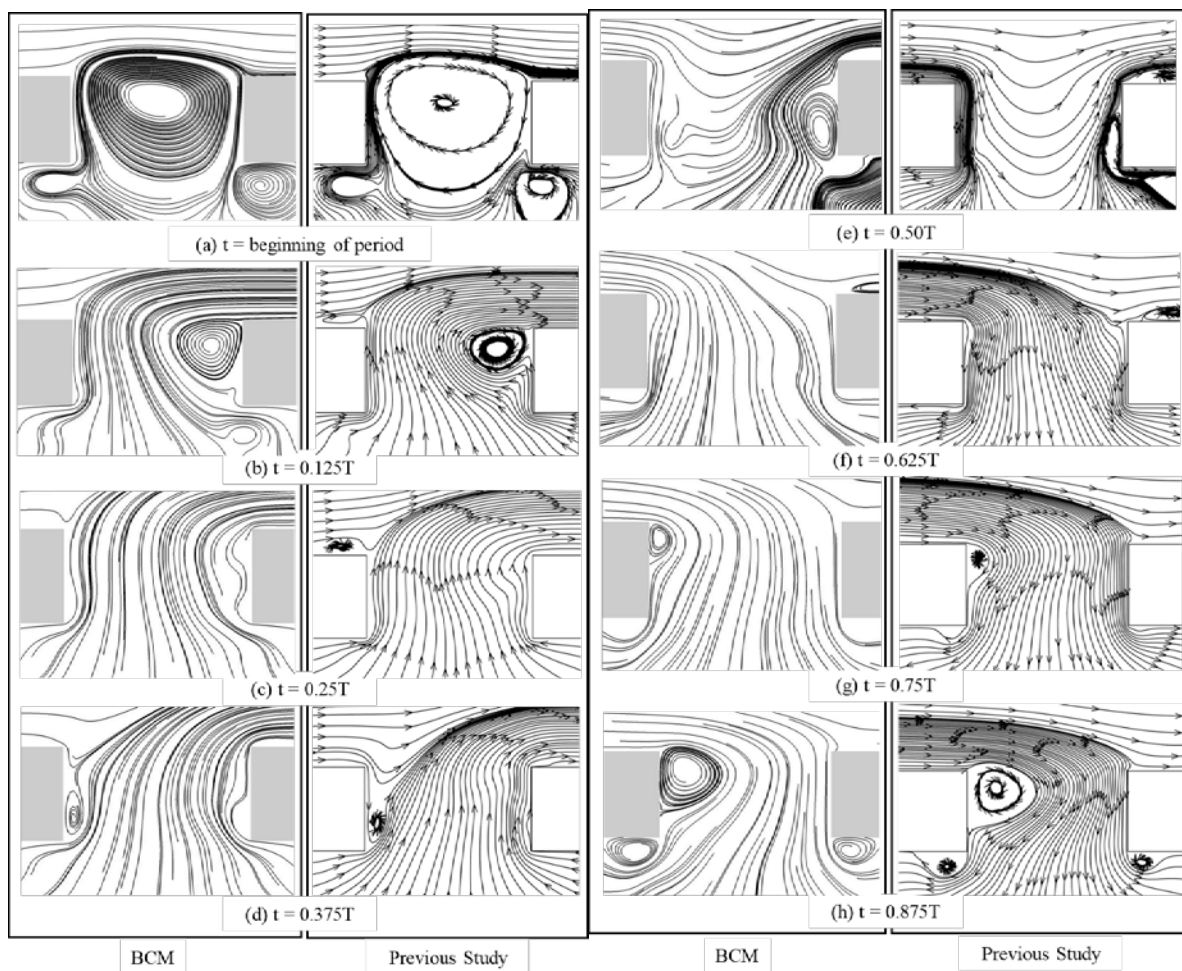 (a) t = beginning of period
(b) t = 0.125T
(c) t = 0.25T
(d) t = 0.375T
BCM
Previous Study
(e) t = 0.50T
(f) t = 0.625T
(g) t = 0.75T
(h) t = 0.875T
BCM
Previous Study